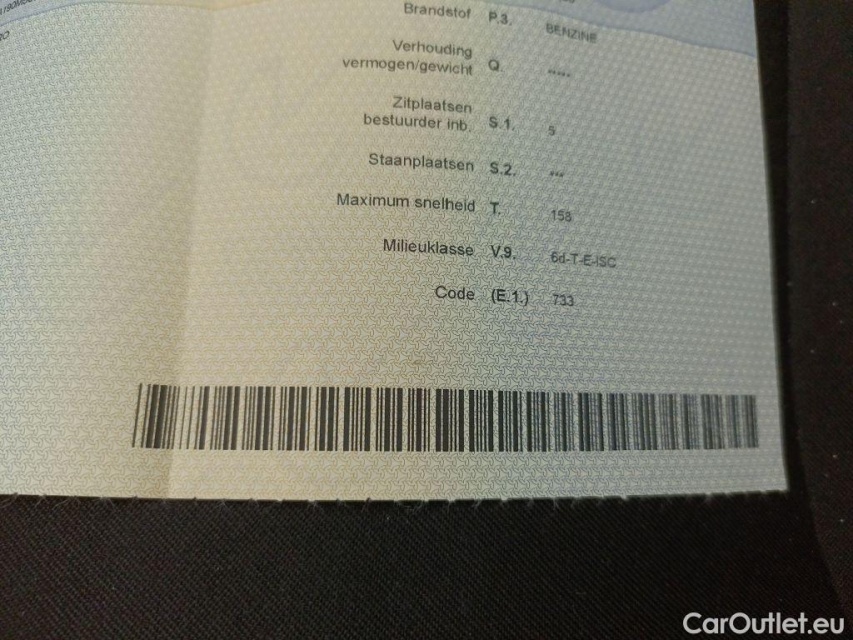 Brandstof P.3. BENZINE
Verhouding
vermogen/gewicht Q. -----
Zitplaatsen
bestuurder inb. S.1. 5
Staanplaatsen S.2. ---
Maximum snelheid T. 158
Milieuklasse V.9. 6d-T-E-ISC
Code (E.1.) 733
CarOutlet.eu